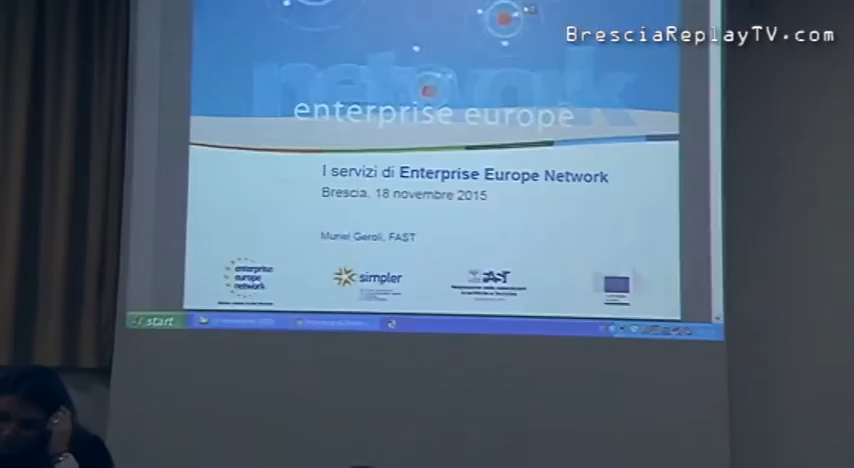 BresciaReplayTV.com
network
enterprise europe
I servizi di Enterprise Europe Network
Brescia, 18 novembre 2015
Muriel Geroli, FAST
enterprise
europe
network
simpler
FAST
start